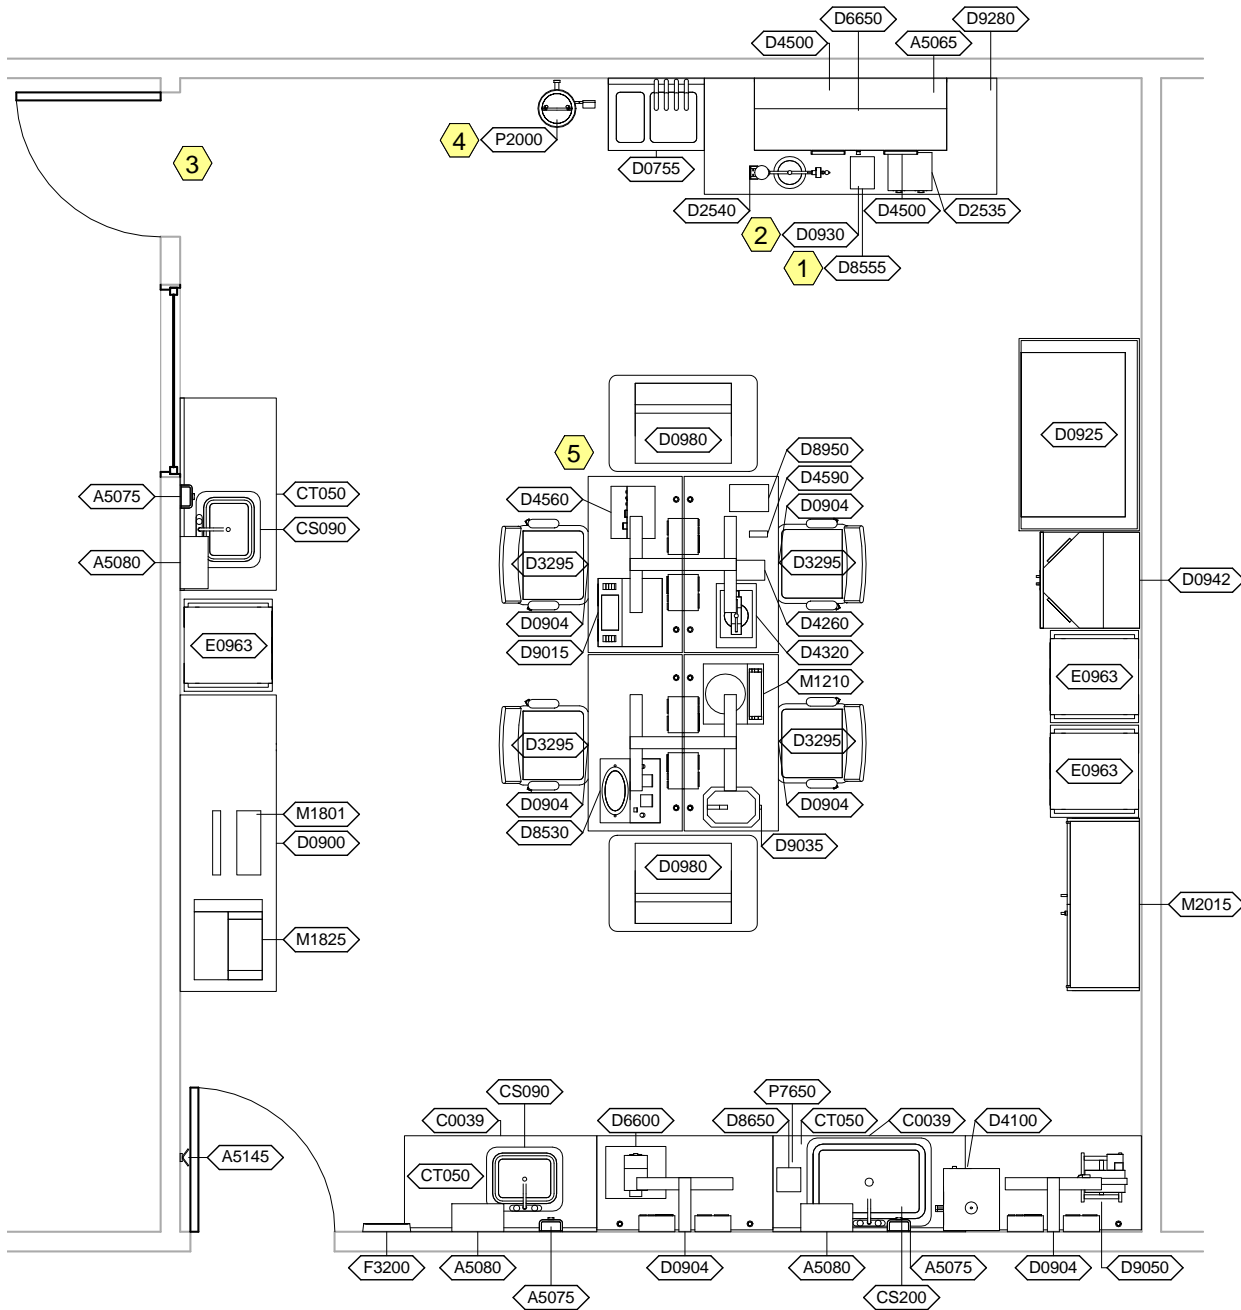 D6650
D9280
D4500
A5065
3
4
P2000
D0755
D2540
D4500
D2535
2
D0930
1
D8555
D0980
D0925
5
D8950
A5075
CT050
D4560
D4590
CS090
D0904
A5080
D3295
D3295
D0942
D0904
D4260
E0963
D9015
D4320
M1210
E0963
D3295
D3295
E0963
D0904
D0904
M1801
D8530
D0900
D9035
D0980
M2015
M1825
CS090
P7650
C0039
D6600
D8650
CT050
C0039
D4100
A5145
CT050
F3200
A5080
D0904
A5080
A5075
D0904
D9050
A5075
CS200